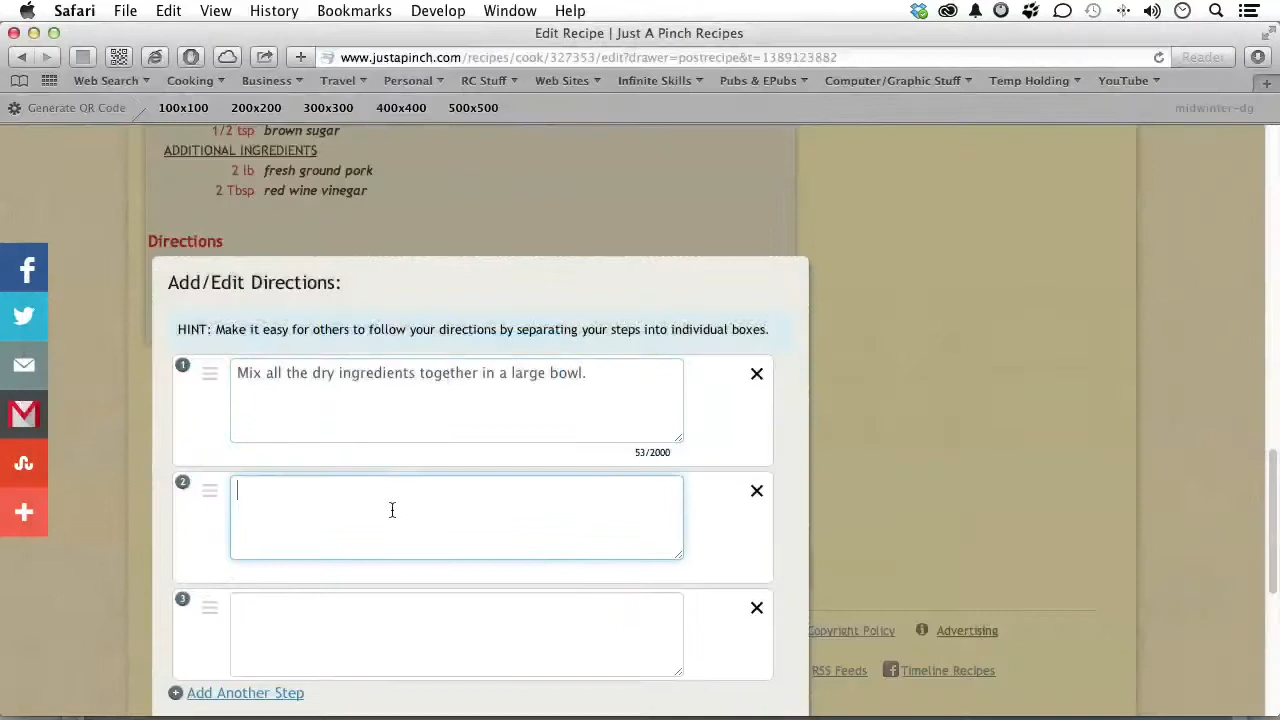 Safari File Edit View History Bookmarks Develop Window Help
Edit Recipe | Just A Pinch Recipes
www.justapinch.com/recipes/cook/327353/edit?drawer=postrecipe&t=1389123882
Reader
Web Search Cooking Business Travel Personal RC Stuff Web Sites Infinite Skills Pubs & EPubs Computer/Graphic Stuff Temp Holding YouTube
Generate QR Code 100x100 200x200 300x300 400x400 500x500 midwinter-dg
1/2 tsp brown sugar
ADDITIONAL INGREDIENTS
2 lb fresh ground pork
2 Tbsp red wine vinegar
Directions
Add/Edit Directions:
HINT: Make it easy for others to follow your directions by separating your steps into individual boxes.
1 Mix all the dry ingredients together in a large bowl.
53/2000
2
3
Copyright Policy Advertising
RSS Feeds Timeline Recipes
Add Another Step